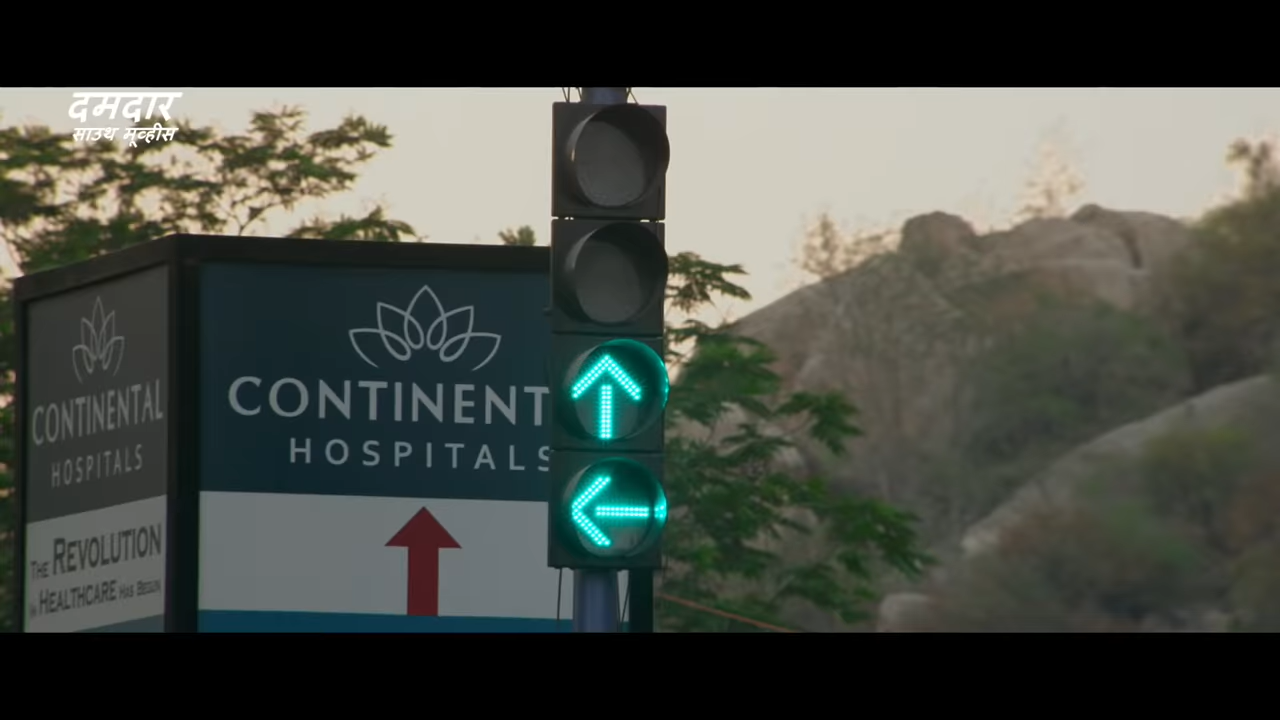 दमदार
साउथ मूव्हीस
CONTINENTAL
HOSPITALS
THE REVOLUTION
IN HEALTHCARE HAS BEGUN
CONTINENT
HOSPITALS